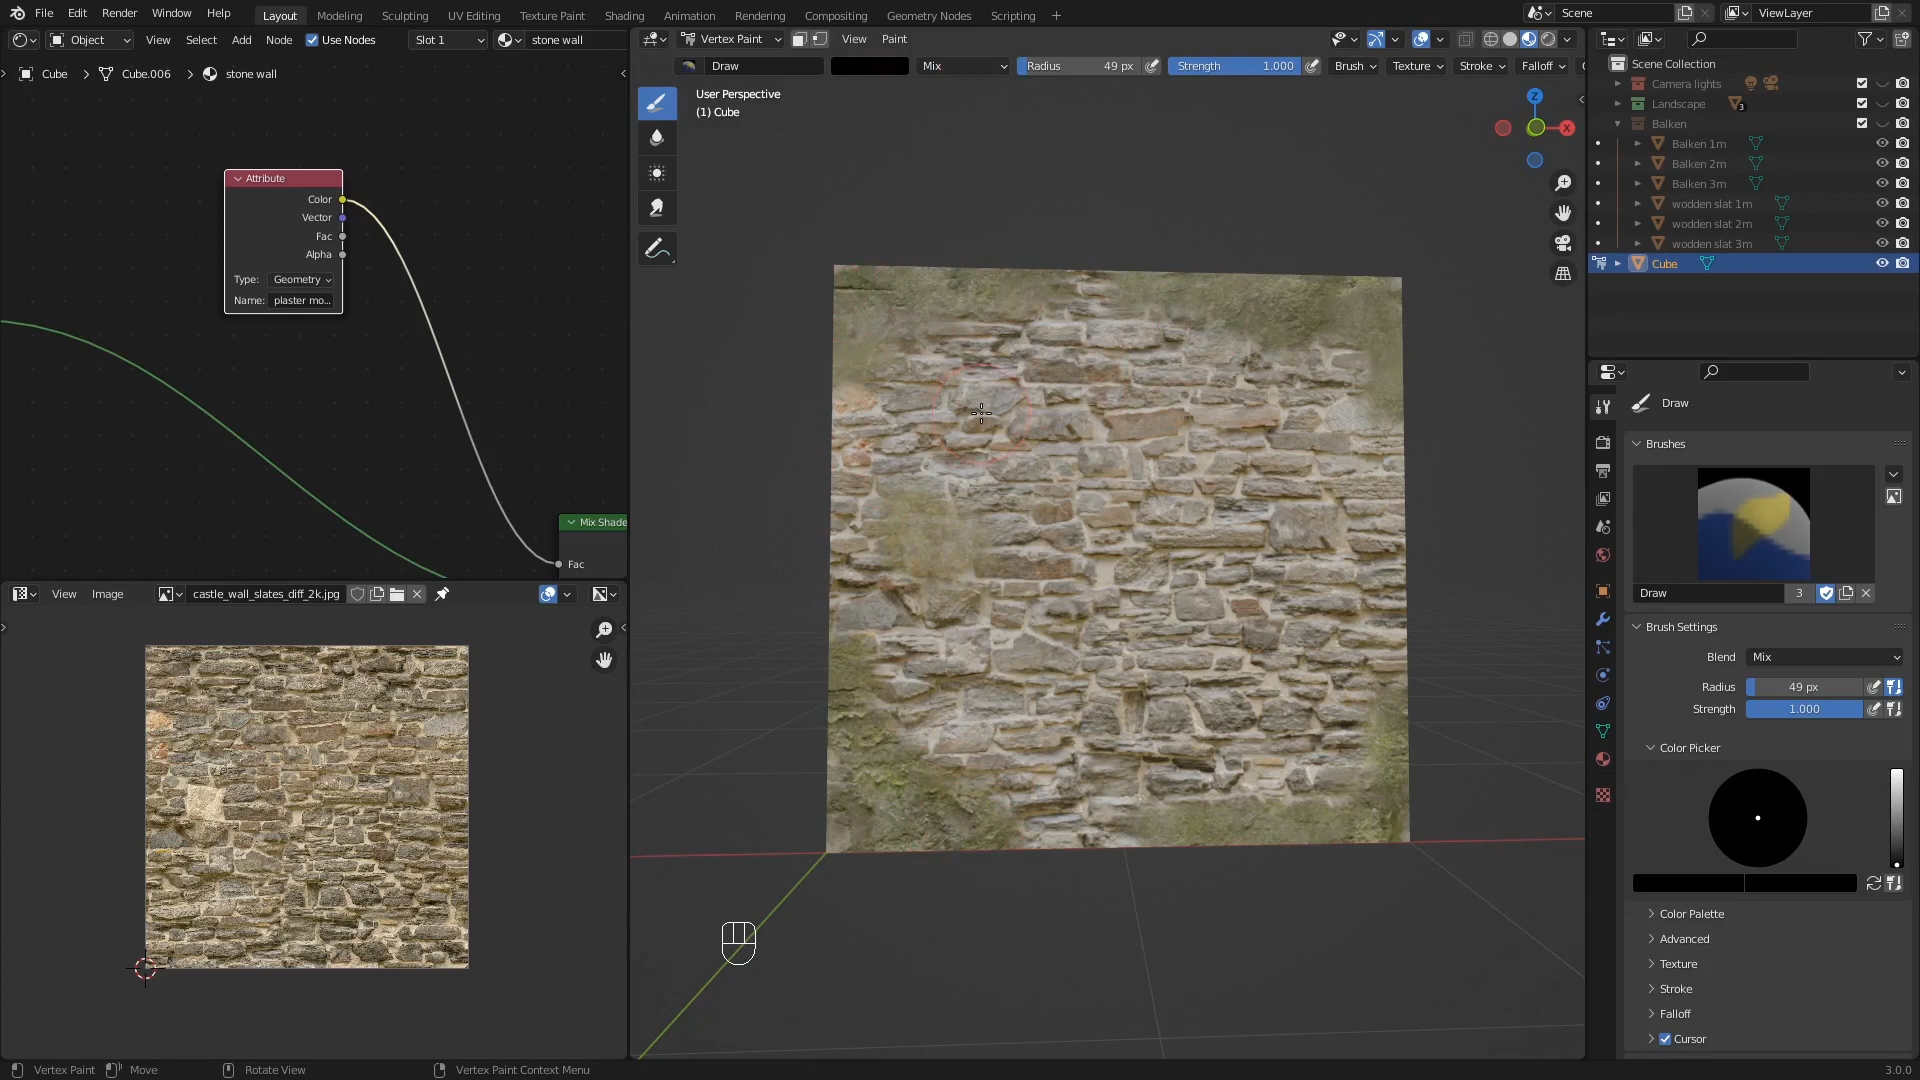 File Edit Render Window Help Layout Modeling Sculpting UV Editing Texture Paint Shading Animation Rendering Compositing Geometry Nodes Scripting + Scene ViewLayer
Object View Select Add Node Use Nodes Slot 1 stone wall
Vertex Paint View Paint
Draw Mix Radius 49 px Strength 1.000 Brush Texture Stroke Falloff
Cube Cube.006 stone wall
User Perspective
(1) Cube
Attribute
Color
Vector
Fac
Alpha
Type: Geometry
Name: plaster mo...
Mix Shade
Fac
View Image castle_wall_slates_diff_2k.jpg
Z
X
Scene Collection
Camera lights
Landscape 3
Balken
Balken 1m
Balken 2m
Balken 3m
wooden slat 1m
wooden slat 2m
wooden slat 3m
Cube
Draw
Brushes
Draw 3
Brush Settings
Blend Mix
Radius 49 px
Strength 1.000
Color Picker
Color Palette
Advanced
Texture
Stroke
Falloff
Cursor
Vertex Paint Move Rotate View Vertex Paint Context Menu 3.0.0